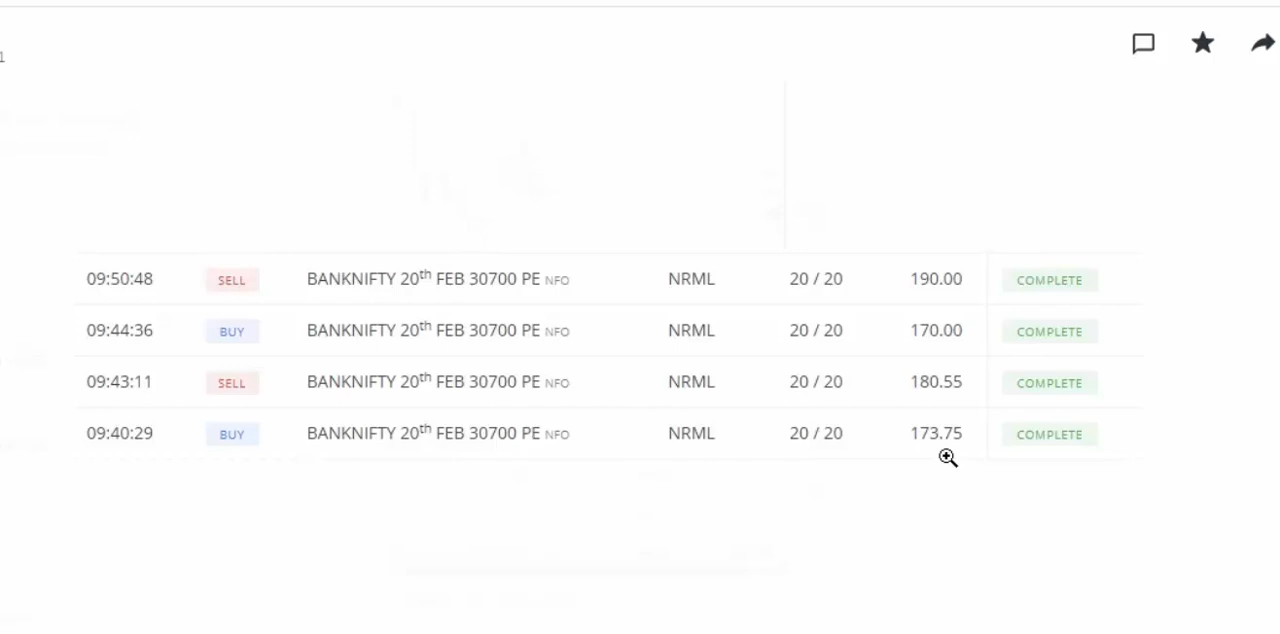 1
09:50:48 SELL BANKNIFTY 20th FEB 30700 PE NFO NRML 20 / 20 190.00 COMPLETE
09:44:36 BUY BANKNIFTY 20th FEB 30700 PE NFO NRML 20 / 20 170.00 COMPLETE
09:43:11 SELL BANKNIFTY 20th FEB 30700 PE NFO NRML 20 / 20 180.55 COMPLETE
09:40:29 BUY BANKNIFTY 20th FEB 30700 PE NFO NRML 20 / 20 173.75 COMPLETE